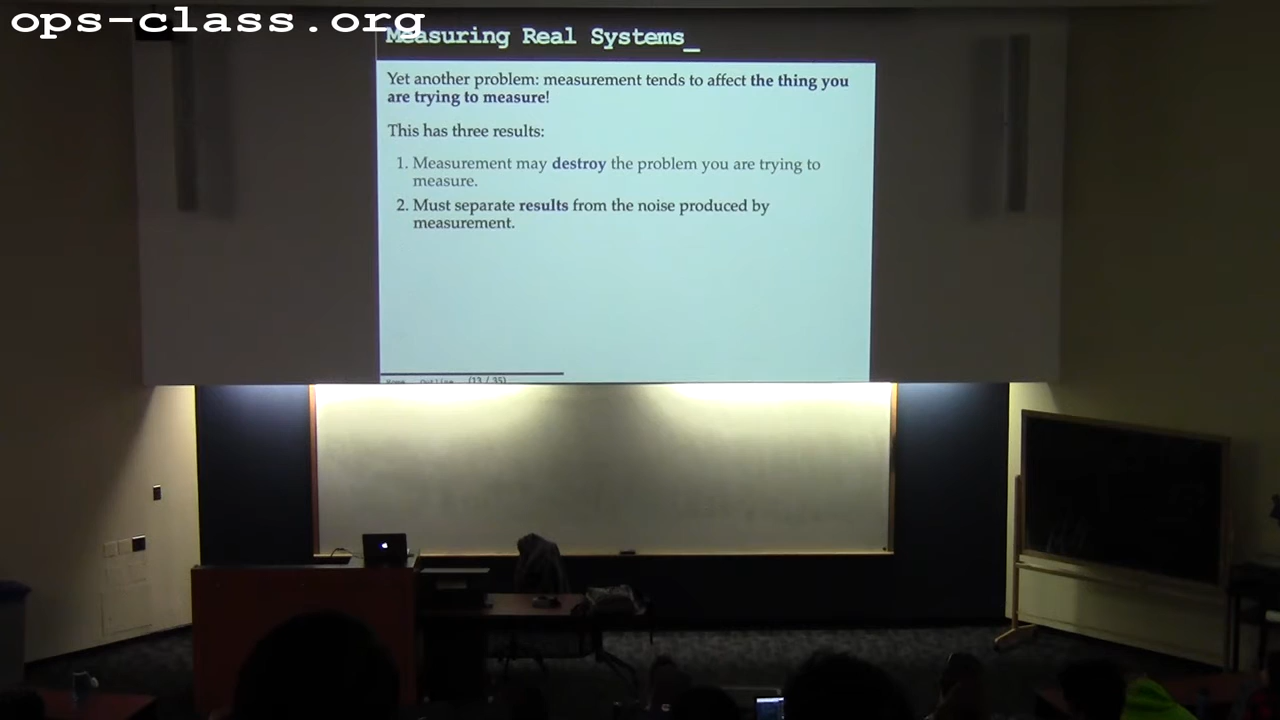 ops-class.org
Measuring Real Systems_
Yet another problem: measurement tends to affect the thing you
are trying to measure!
This has three results:
1. Measurement may destroy the problem you are trying to
measure.
2. Must separate results from the noise produced by
measurement.
(13 / 35)